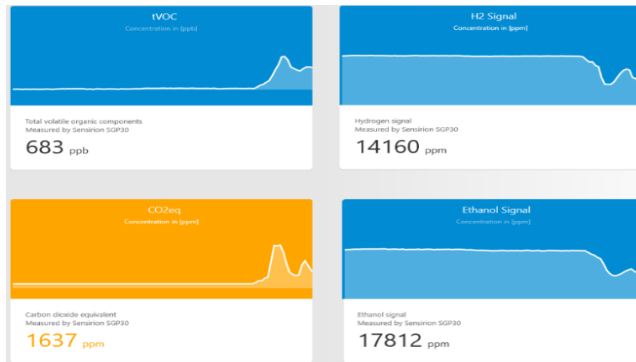 tVOC
Concentration in [ppb]
Total volatile organic components
Measured by Sensirion SGP30
683 ppb
H2 Signal
Concentration in [ppm]
Hydrogen signal
Measured by Sensirion SGP30
14160 ppm
CO2eq
Concentration in [ppm]
Carbon dioxide equivalent
Measured by Sensirion SGP30
1637 ppm
Ethanol Signal
Concentration in [ppm]
Ethanol signal
Measured by Sensirion SGP30
17812 ppm